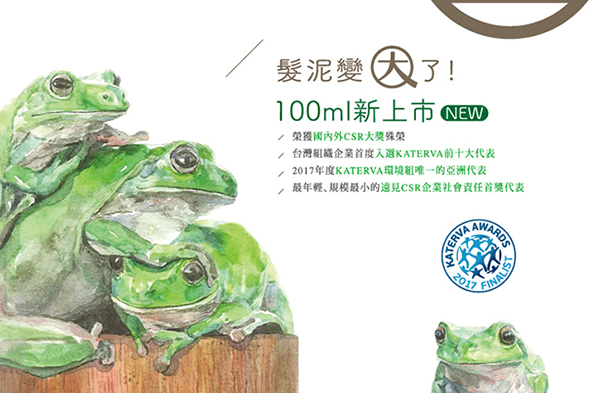 髮泥變大了!
100ml新上市 NEW
榮獲國內外CSR大獎殊榮
台灣組織企業首度入選KATERVA前十大代表
2017年度KATERVA環境組唯一的亞洲代表
最年輕、規模最小的遠見CSR企業社會責任首獎代表
KATERVA AWARDS
2017 FINALIST